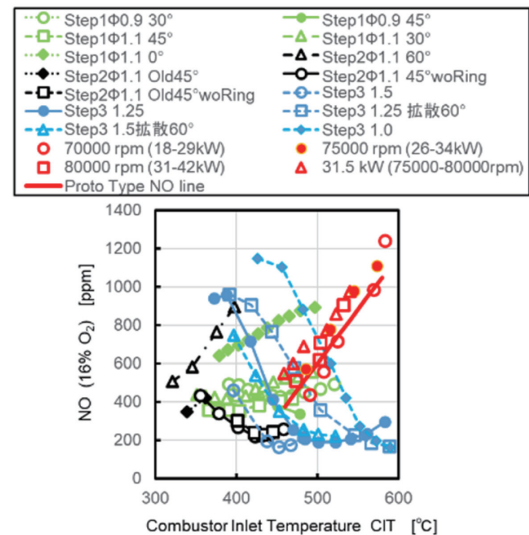 Step1Φ0.9 30° Step1Φ0.9 45°
Step1Φ1.1 45° Step1Φ1.1 30°
Step1Φ1.1 0° Step2Φ1.1 60°
Step2Φ1.1 Old45° Step2Φ1.1 45°woRing
Step2Φ1.1 Old45°woRing Step3 1.5
Step3 1.25 Step3 1.25 拡散60°
Step3 1.5拡散60° Step3 1.0
70000 rpm (18-29kW) 75000 rpm (26-34kW)
80000 rpm (31-42kW) 31.5 kW (75000-80000rpm)
Proto Type NO line
1400
1200
1000
800
600
400
200
0
NO (16% O₂) [ppm]
300 400 500 600
Combustor Inlet Temperature CIT [℃]